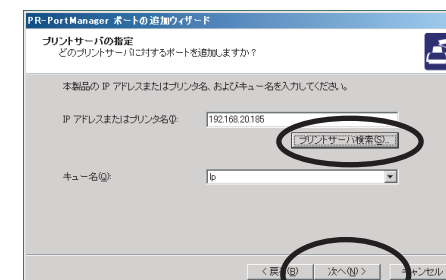 PR-PortManager ポートの追加ウィザード
プリントサーバの指定
どのプリントサーバに対するポートを追加しますか？
本製品の IP アドレスまたはプリンタ名、およびキュー名を入力してください。
IP アドレスまたはプリンタ名(I): 192.168.20.185
プリントサーバ検索(S)...
キュー名(Q): lp
< 戻る(B) 次へ(N) > キャンセル